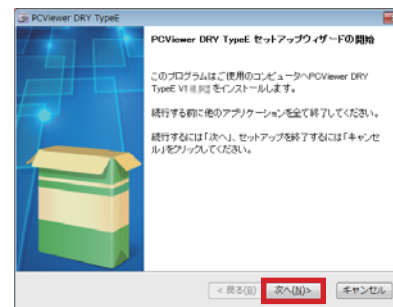 PCViewer DRY TypeE
PCViewer DRY TypeE セットアップウィザードの開始
このプログラムはご使用のコンピュータへPCViewer DRY
TypeE をインストールします。
続行する前に他のアプリケーションを全て終了してください。
続行するには「次へ」、セットアップを終了するには「キャンセ
ル」をクリックしてください。
< 戻る(B) 次へ(N)> キャンセル